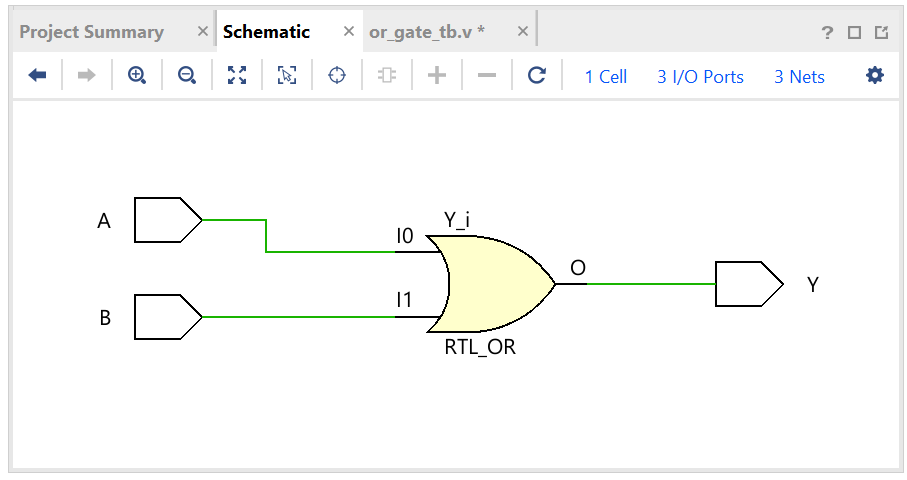 Project Summary × Schematic × or_gate_tb.v * × ?
1 Cell 3 I/O Ports 3 Nets
Y_i
A
I0
O
Y
I1
B
RTL_OR